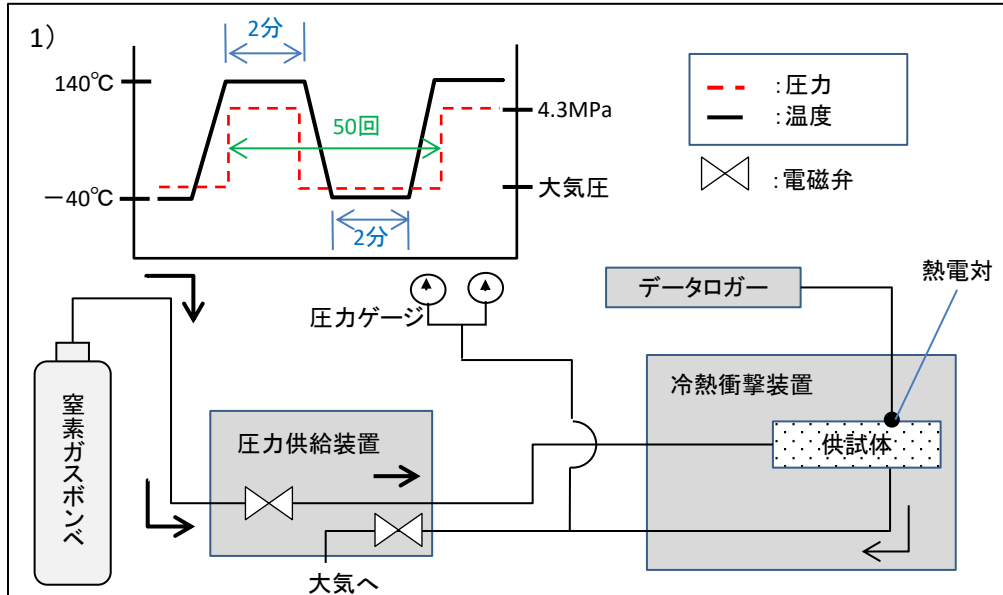 1）
2分
140℃
50回
－40℃
2分
4.3MPa
大気圧
：圧力
：温度
：電磁弁
圧力ゲージ
データロガー
熱電対
窒素ガスボンベ
圧力供給装置
冷熱衝撃装置
供試体
大気へ